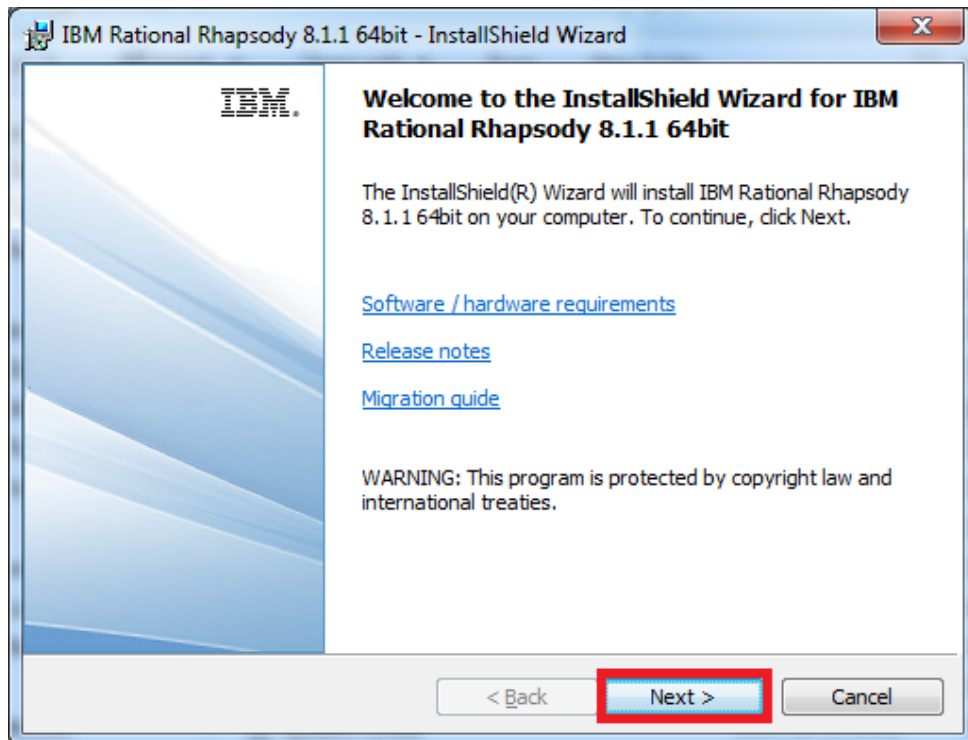 IBM Rational Rhapsody 8.1.1 64bit - InstallShield Wizard
IBM.
Welcome to the InstallShield Wizard for IBM
Rational Rhapsody 8.1.1 64bit
The InstallShield(R) Wizard will install IBM Rational Rhapsody
8.1.1 64bit on your computer. To continue, click Next.
Software / hardware requirements
Release notes
Migration guide
WARNING: This program is protected by copyright law and
international treaties.
< Back Next > Cancel